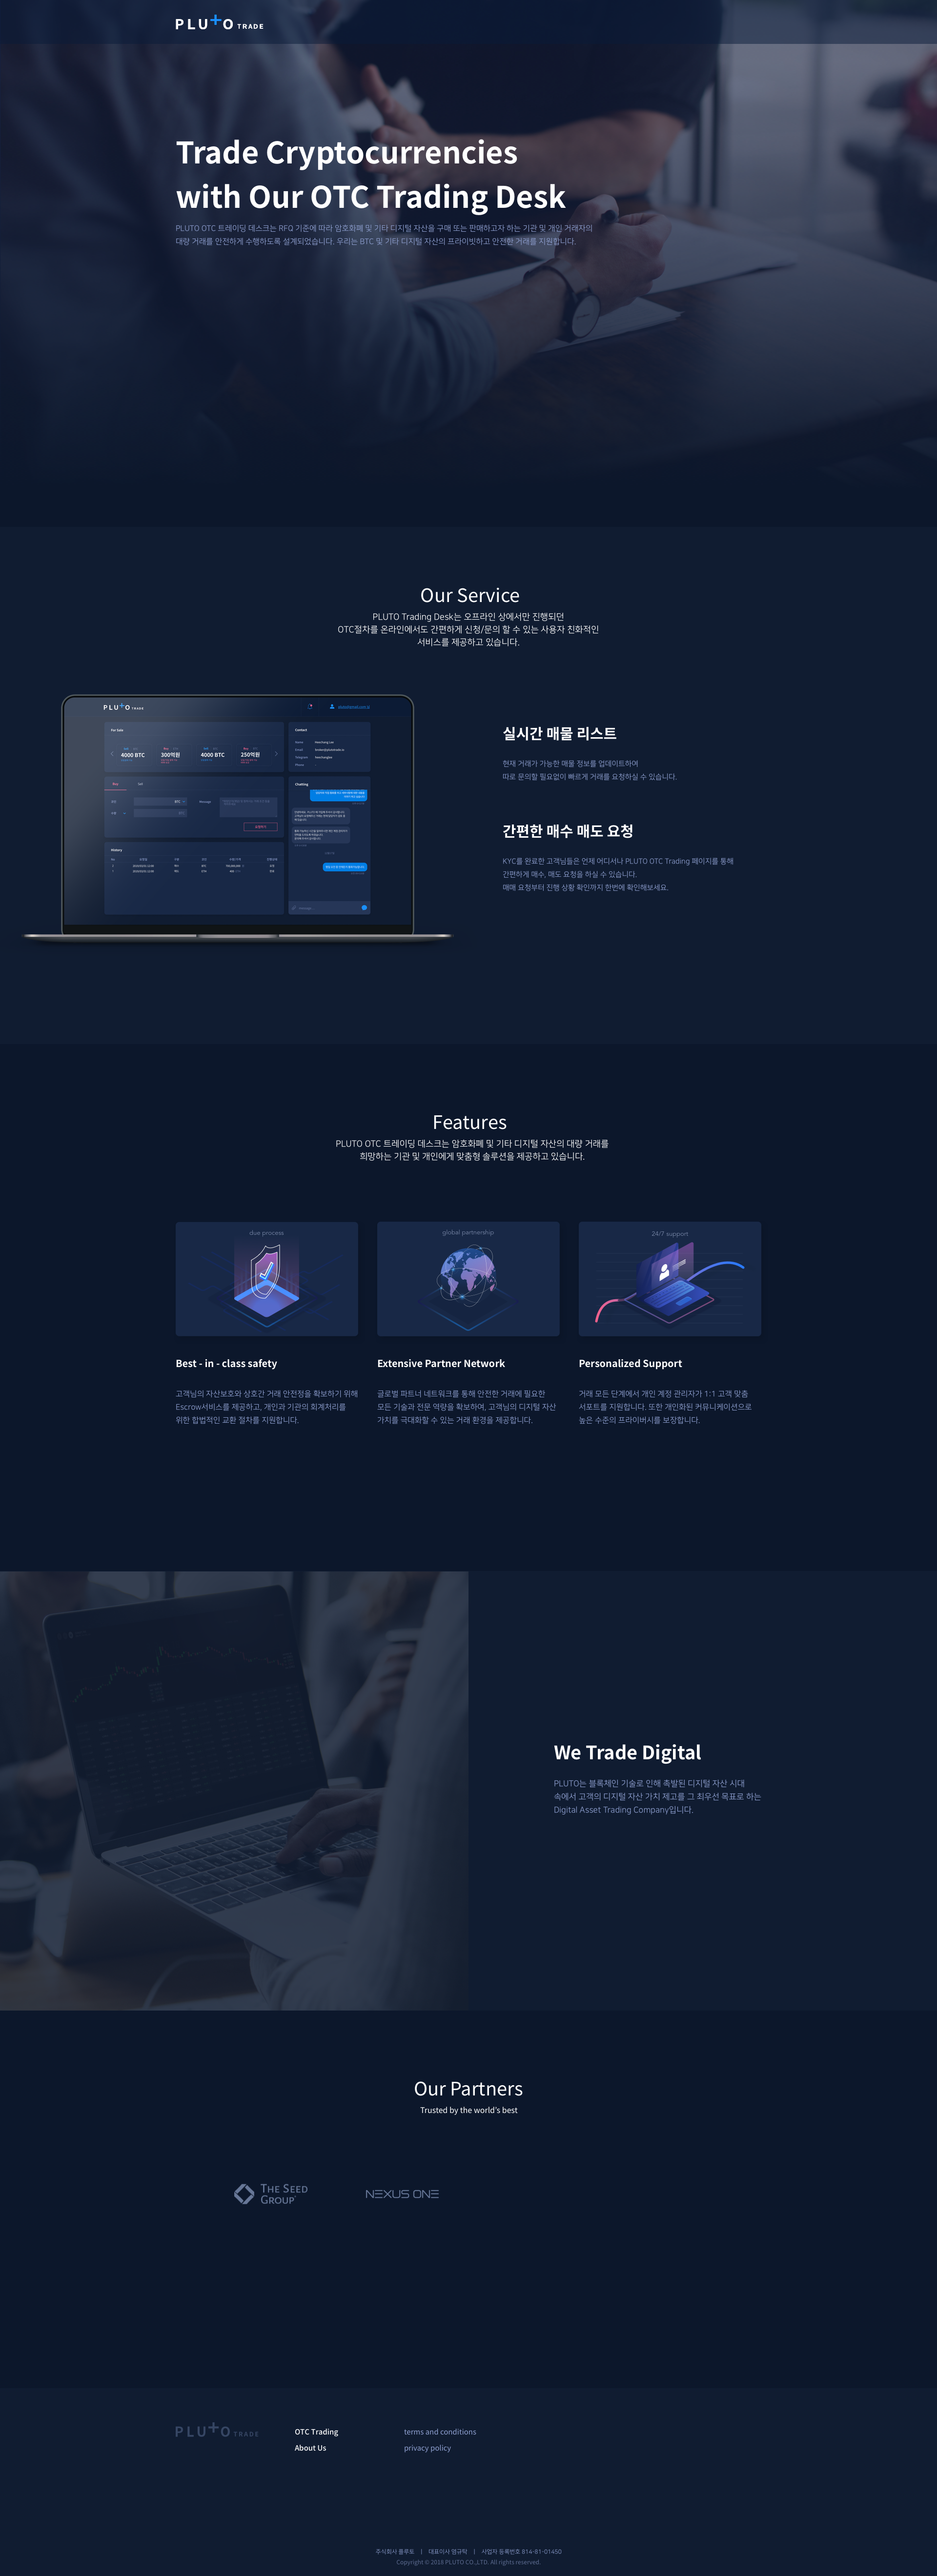 PLUTO TRADE
Trade Cryptocurrencies
with Our OTC Trading Desk
PLUTO OTC 트레이딩 데스크는 RFQ 기준에 따라 암호화폐 및 기타 디지털 자산을 구매 또는 판매하고자 하는 기관 및 개인 거래자의
대량 거래를 안전하게 수행하도록 설계되었습니다. 우리는 BTC 및 기타 디지털 자산의 프라이빗하고 안전한 거래를 지원합니다.
Our Service
PLUTO Trading Desk는 오프라인 상에서만 진행되던
OTC절차를 온라인에서도 간편하게 신청/문의 할 수 있는 사용자 친화적인
서비스를 제공하고 있습니다.
PLUTO TRADE
For Sale
4000 BTC
300억원
4000 BTC
250억원
Contact
Name
Email
Telegram
Phone
Message
Chatting
History
실시간 매물 리스트
현재 거래가 가능한 매물 정보를 업데이트하여
따로 문의할 필요없이 빠르게 거래를 요청하실 수 있습니다.
간편한 매수 매도 요청
KYC를 완료한 고객님들은 언제 어디서나 PLUTO OTC Trading 페이지를 통해
간편하게 매수, 매도 요청을 하실 수 있습니다.
매매 요청부터 진행 상황 확인까지 한번에 확인해보세요.
Features
PLUTO OTC 트레이딩 데스크는 암호화폐 및 기타 디지털 자산의 대량 거래를
희망하는 기관 및 개인에게 맞춤형 솔루션을 제공하고 있습니다.
due process
global partnership
24/7 support
Best - in - class safety
고객님의 자산보호와 상호간 거래 안전정을 확보하기 위해
Escrow서비스를 제공하고, 개인과 기관의 회계처리를
위한 합법적인 교환 절차를 지원합니다.
Extensive Partner Network
글로벌 파트너 네트워크를 통해 안전한 거래에 필요한
모든 기술과 전문 역량을 확보하여, 고객님의 디지털 자산
가치를 극대화할 수 있는 거래 환경을 제공합니다.
Personalized Support
거래 모든 단계에서 개인 계정 관리자가 1:1 고객 맞춤
서포트를 지원합니다. 또한 개인화된 커뮤니케이션으로
높은 수준의 프라이버시를 보장합니다.
We Trade Digital
PLUTO는 블록체인 기술로 인해 촉발된 디지털 자산 시대
속에서 고객의 디지털 자산 가치 제고를 그 최우선 목표로 하는
Digital Asset Trading Company입니다.
Our Partners
Trusted by the world's best
THE SEED
GROUP
NEXUS ONE
PLUTO TRADE
OTC Trading
terms and conditions
About Us
privacy policy
주식회사 플루토 | 대표이사 엄규탁 | 사업자 등록번호 814-81-01450
Copyright © 2018 PLUTO CO.,LTD. All rights reserved.